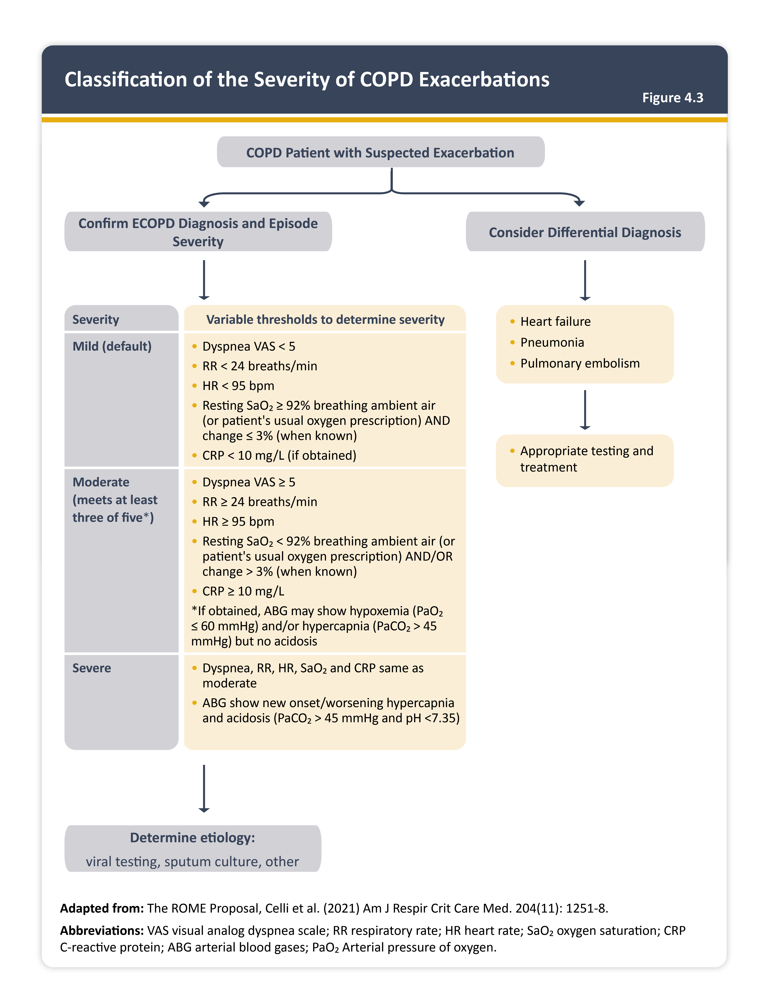 Classification of the Severity of COPD Exacerbations
Figure 4.3
COPD Patient with Suspected Exacerbation
Confirm ECOPD Diagnosis and Episode
Severity
Consider Differential Diagnosis
Severity
Variable thresholds to determine severity
Mild (default)
• Dyspnea VAS < 5
• RR < 24 breaths/min
• HR < 95 bpm
• Resting SaO₂ ≥ 92% breathing ambient air
(or patient's usual oxygen prescription) AND
change ≤ 3% (when known)
• CRP < 10 mg/L (if obtained)
Moderate
(meets at least
three of five*)
• Dyspnea VAS ≥ 5
• RR ≥ 24 breaths/min
• HR ≥ 95 bpm
• Resting SaO₂ < 92% breathing ambient air (or
patient's usual oxygen prescription) AND/OR
change > 3% (when known)
• CRP ≥ 10 mg/L
*If obtained, ABG may show hypoxemia (PaO₂
≤ 60 mmHg) and/or hypercapnia (PaCO₂ > 45
mmHg) but no acidosis
Severe
• Dyspnea, RR, HR, SaO₂ and CRP same as
moderate
• ABG show new onset/worsening hypercapnia
and acidosis (PaCO₂ > 45 mmHg and pH <7.35)
• Heart failure
• Pneumonia
• Pulmonary embolism
• Appropriate testing and
treatment
Determine etiology:
viral testing, sputum culture, other
Adapted from: The ROME Proposal, Celli et al. (2021) Am J Respir Crit Care Med. 204(11): 1251-8.
Abbreviations: VAS visual analog dyspnea scale; RR respiratory rate; HR heart rate; SaO₂ oxygen saturation; CRP
C-reactive protein; ABG arterial blood gases; PaO₂ Arterial pressure of oxygen.